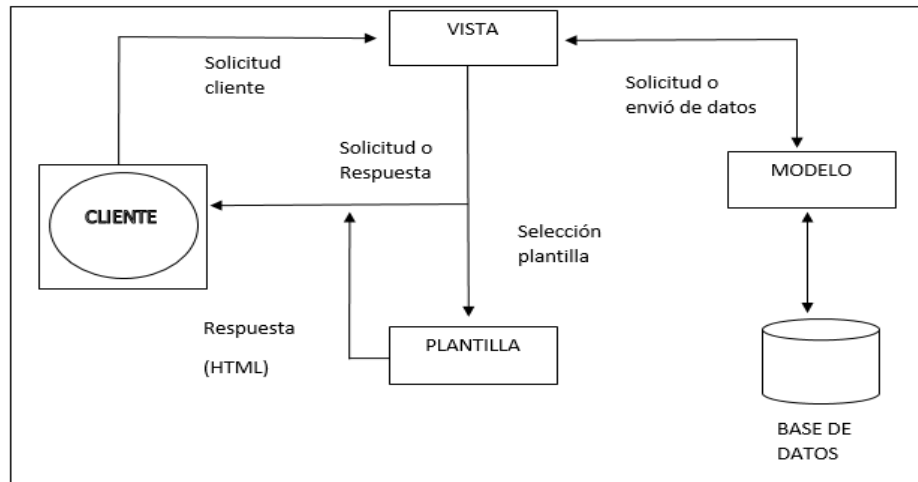 VISTA
Solicitud
cliente
Solicitud o
envió de datos
Solicitud o
Respuesta
MODELO
CLIENTE
Selección
plantilla
Respuesta
(HTML)
PLANTILLA
BASE DE
DATOS